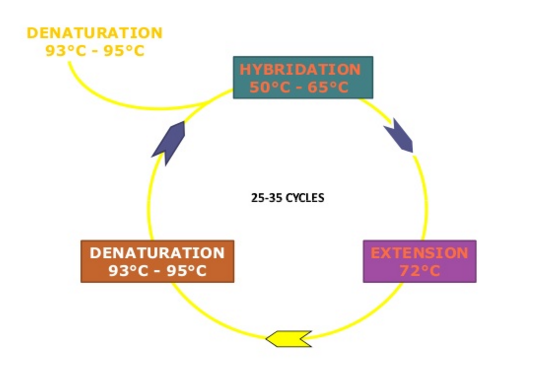 DENATURATION
93°C - 95°C
HYBRIDATION
50°C - 65°C
25-35 CYCLES
DENATURATION
93°C - 95°C
EXTENSION
72°C